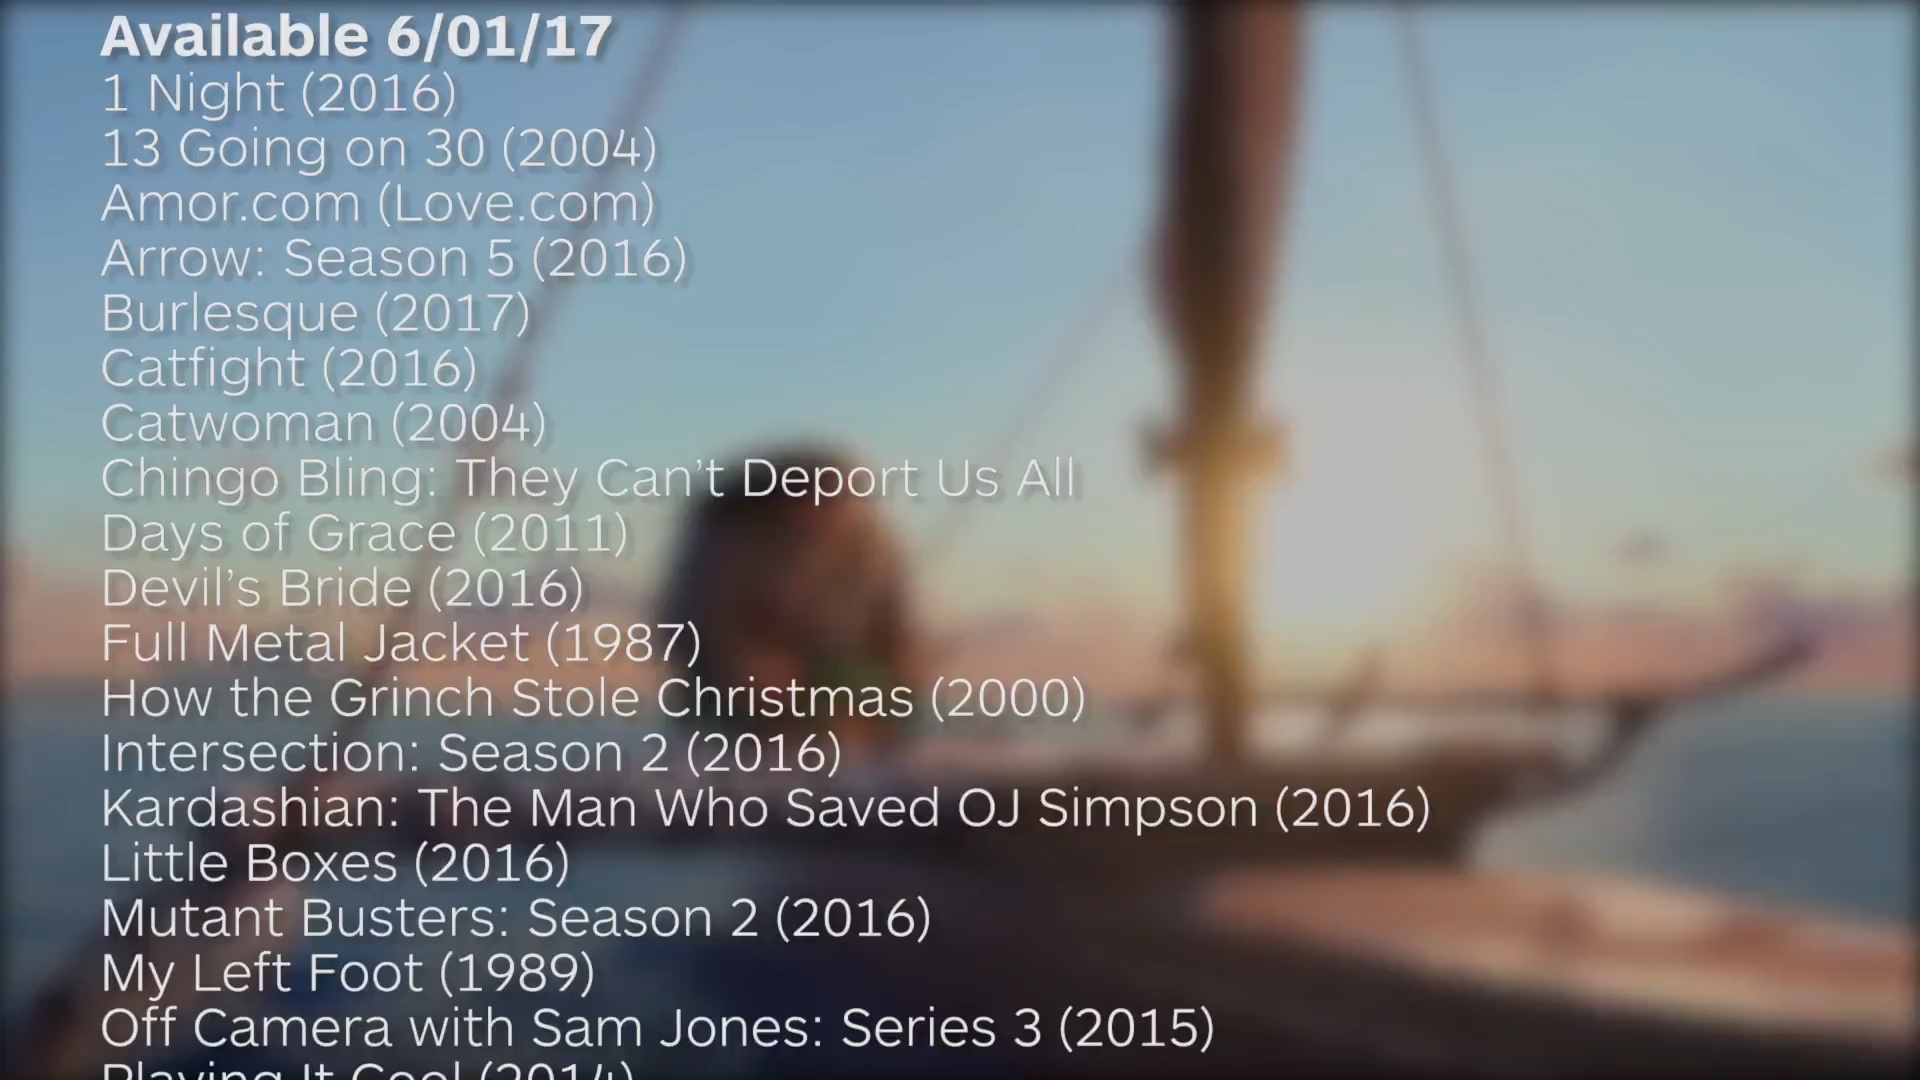 Available 6/01/17
1 Night (2016)
13 Going on 30 (2004)
Amor.com (Love.com)
Arrow: Season 5 (2016)
Burlesque (2017)
Catfight (2016)
Catwoman (2004)
Chingo Bling: They Can't Deport Us All
Days of Grace (2011)
Devil's Bride (2016)
Full Metal Jacket (1987)
How the Grinch Stole Christmas (2000)
Intersection: Season 2 (2016)
Kardashian: The Man Who Saved OJ Simpson (2016)
Little Boxes (2016)
Mutant Busters: Season 2 (2016)
My Left Foot (1989)
Off Camera with Sam Jones: Series 3 (2015)
Playing It Cool (2014)